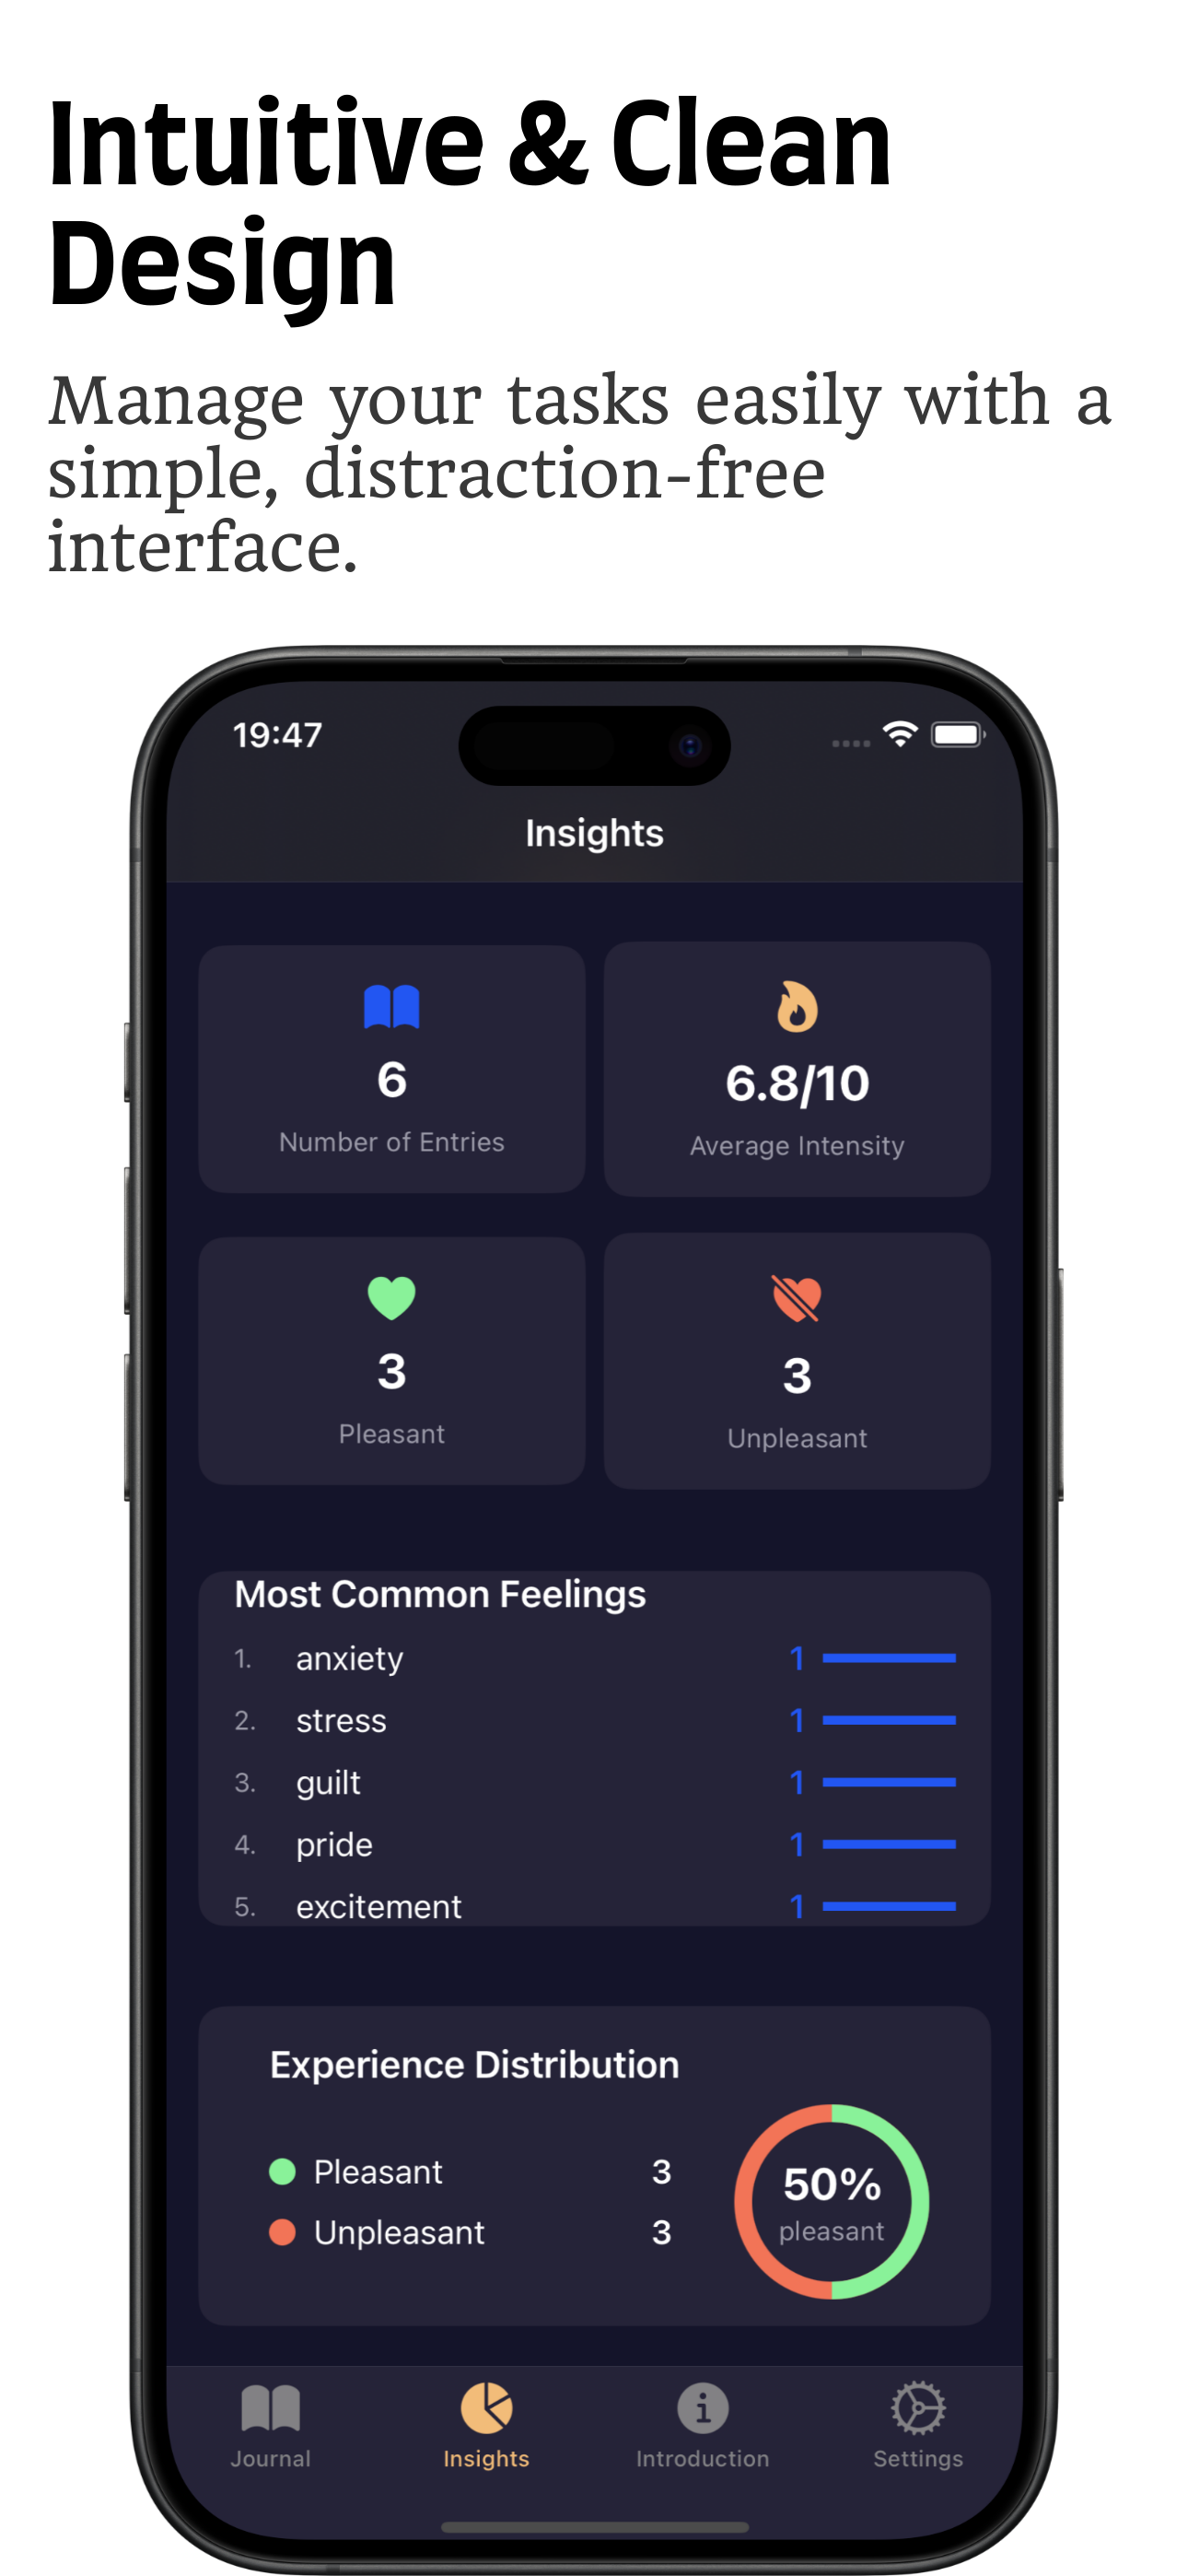 Intuitive & Clean
Design
Manage your tasks easily with a
simple, distraction-free
interface.
19:47
Insights
6
Number of Entries
6.8/10
Average Intensity
3
Pleasant
3
Unpleasant
Most Common Feelings
1. anxiety 1
2. stress 1
3. guilt 1
4. pride 1
5. excitement 1
Experience Distribution
Pleasant 3
Unpleasant 3
50%
pleasant
Journal Insights Introduction Settings